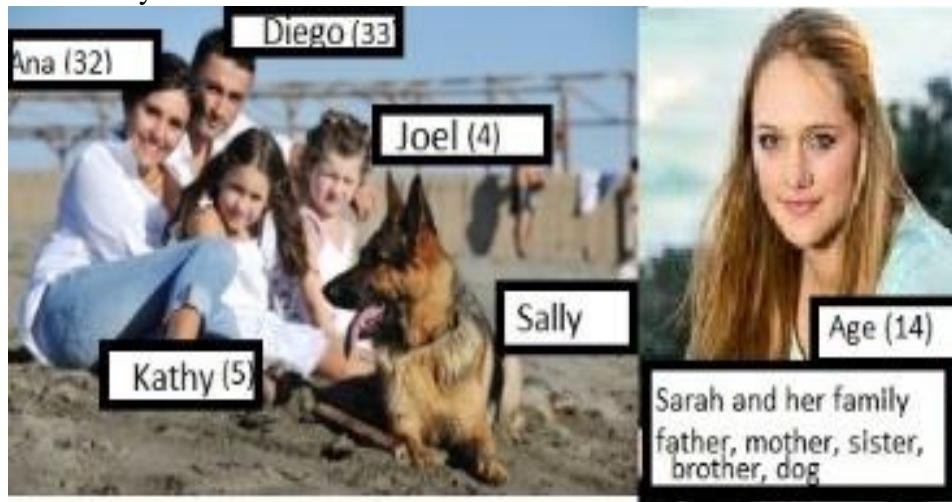 Ana (32)
Diego (33
Joel (4)
Sally
Kathy (5)
Age (14)
Sarah and her family
father, mother, sister,
brother, dog